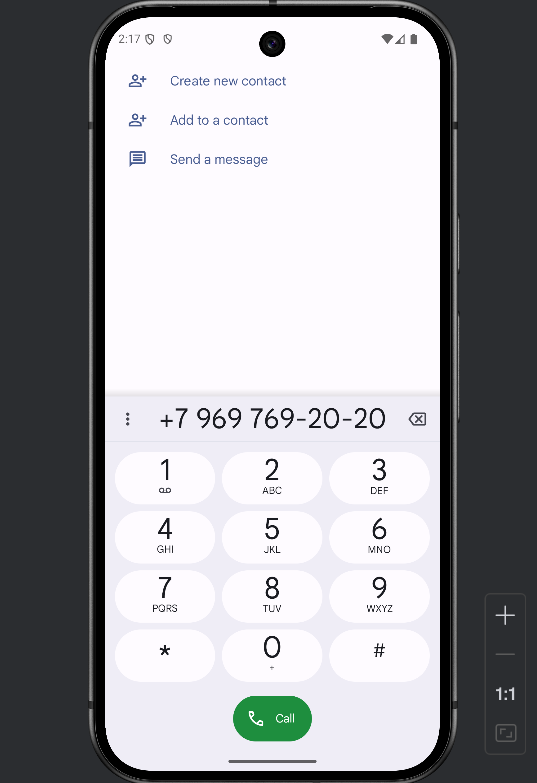 2:17
Create new contact
Add to a contact
Send a message
+7 969 769-20-20
1 2 3
ABC DEF
4 5 6
GHI JKL MNO
7 8 9
PQRS TUV WXYZ
* 0 #
+
Call
1:1